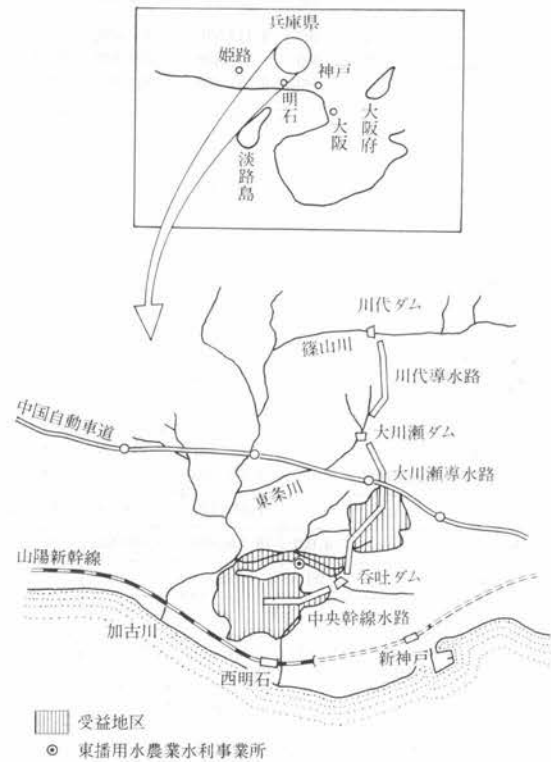 兵庫県
姫路
神戸
明石
大阪
大阪府
淡路島
川代ダム
篠山川
川代導水路
中国自動車道
大川瀬ダム
大川瀬導水路
東条川
山陽新幹線
呑吐ダム
中央幹線水路
加古川
新神戸
西明石
受益地区
東播用水農業水利事業所